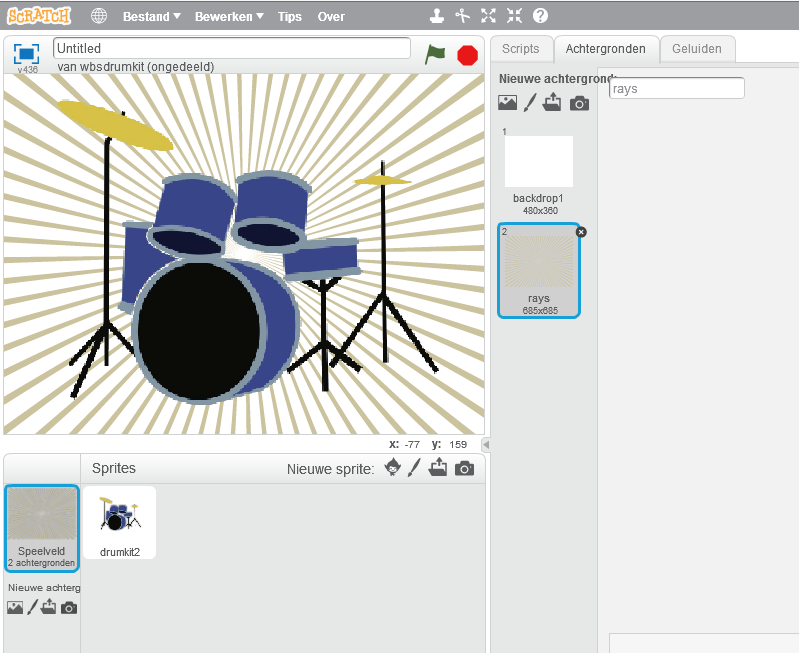 SCRATCH
Bestand ▾ Bewerken ▾ Tips Over
Untitled
van wbsdrumkit (ongedeeld)
v436
Scripts Achtergronden Geluiden
Nieuwe achtergrond:
rays
1
backdrop1
480x360
2
rays
685x685
x: -77 y: 159
Sprites Nieuwe sprite:
Speelveld
2 achtergronden
drumkit2
Nieuwe achterg